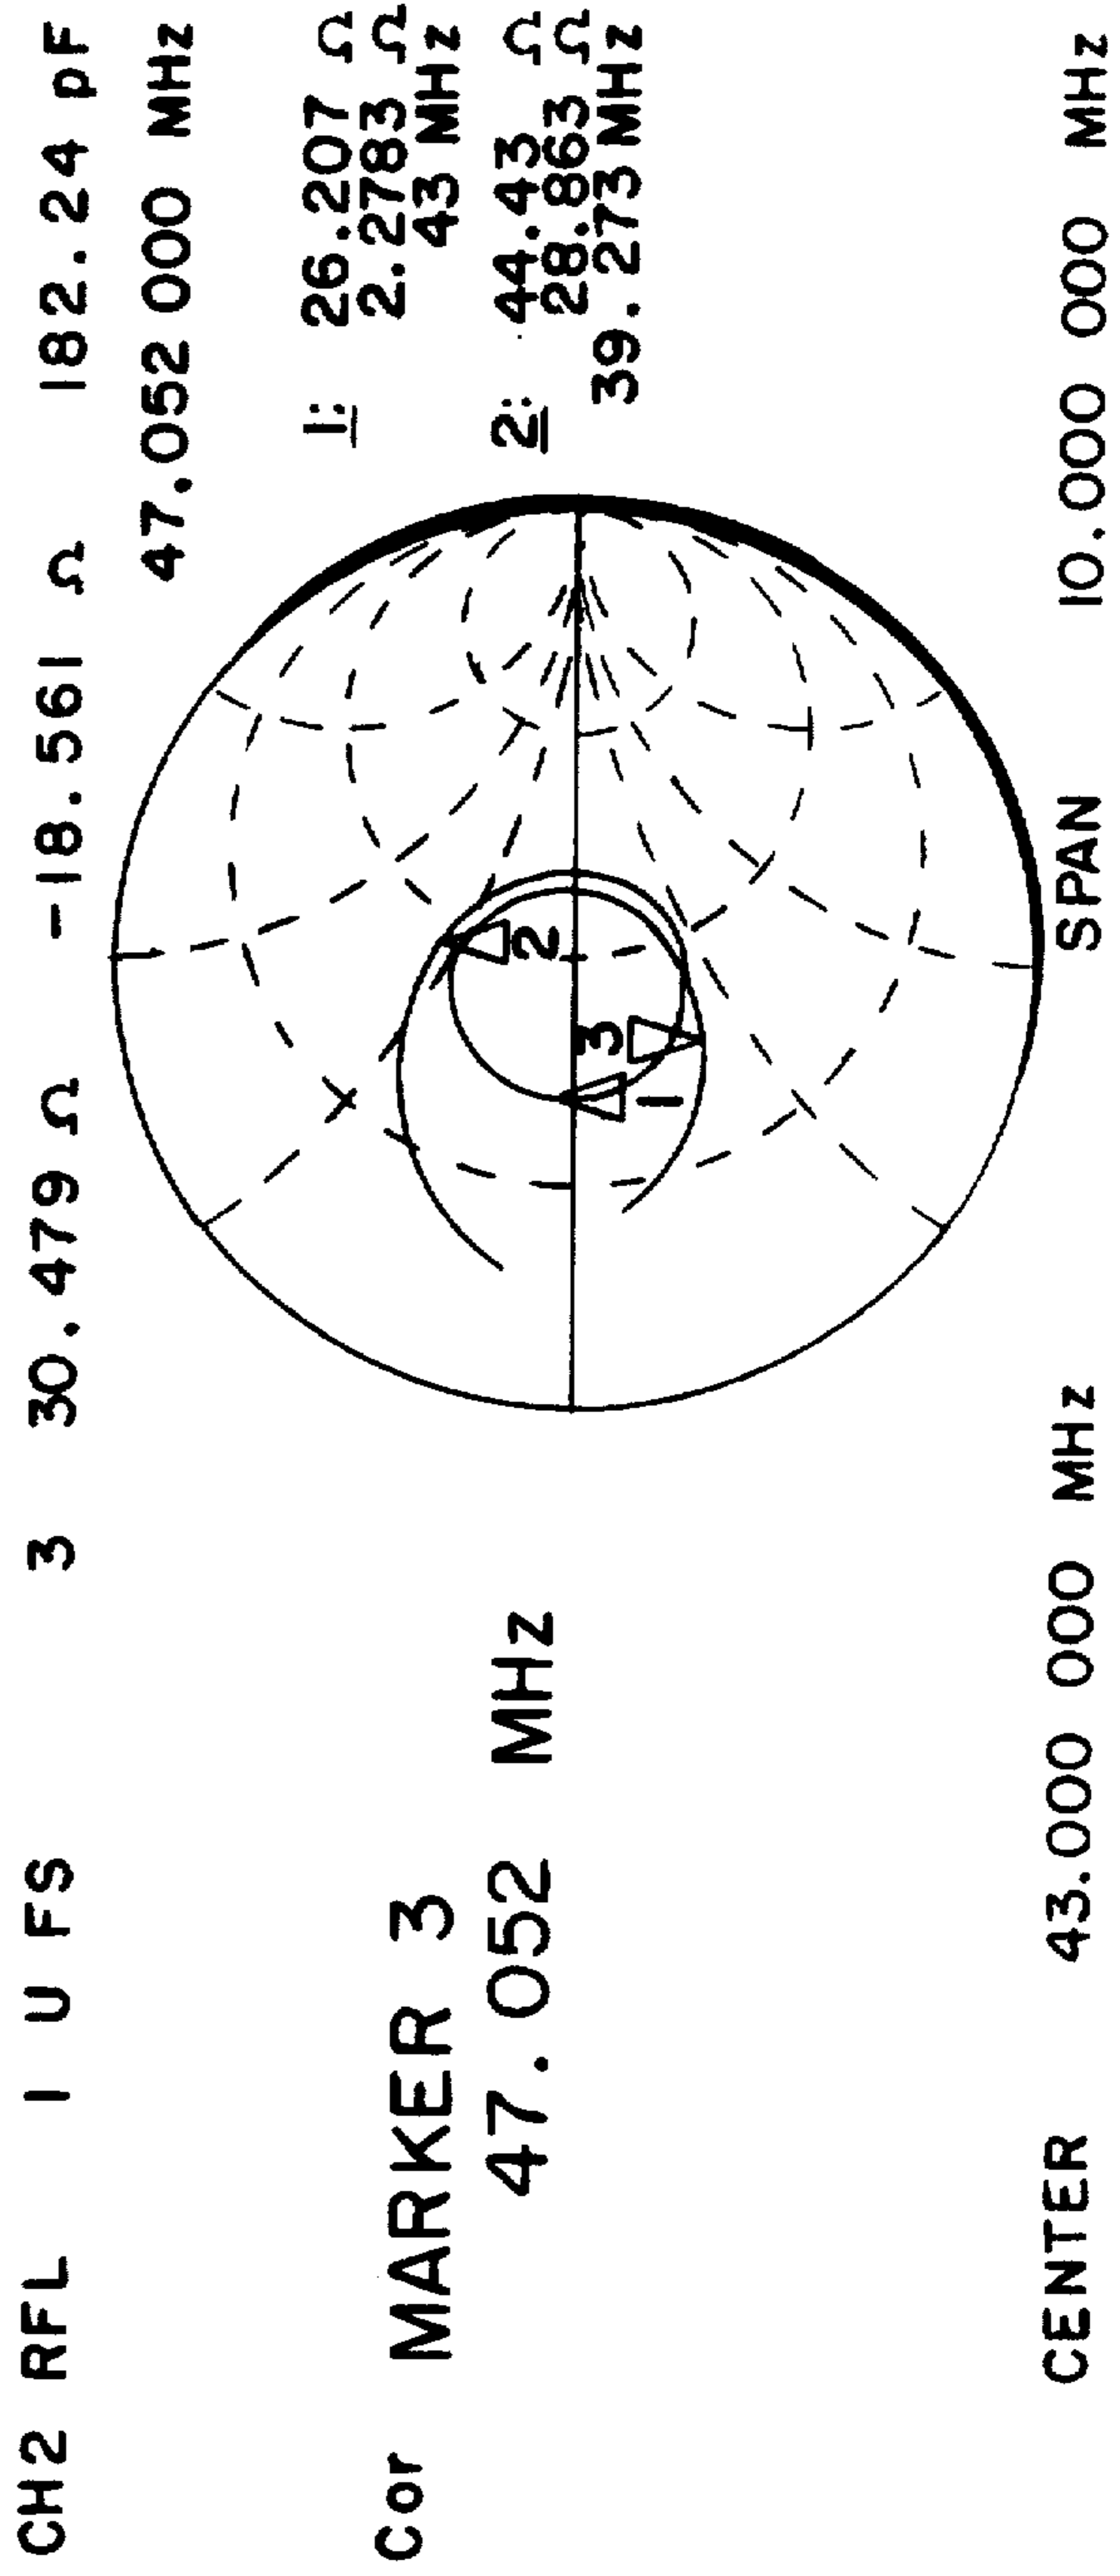 CH2 RFL 1 U FS 3 30.479 Ω -18.561 Ω 182.24 pF
47.052 000 MHz
Cor MARKER 3
47.052 MHz
1: 26.207 Ω
2.2783 Ω
43 MHz
2: 44.43 Ω
28.863 Ω
39.273 MHz
2
3
1
CENTER 43.000 000 MHz SPAN 10.000 000 MHz